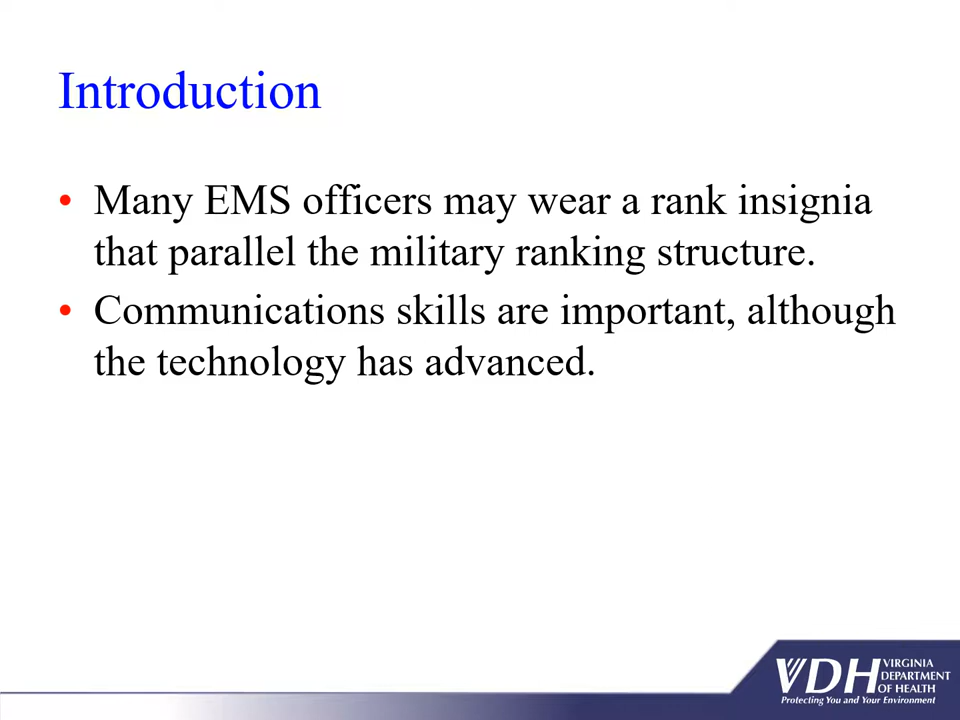 Introduction
• Many EMS officers may wear a rank insignia
that parallel the military ranking structure.
• Communications skills are important, although
the technology has advanced.
VDH VIRGINIA
DEPARTMENT
OF HEALTH
Protecting You and Your Environment